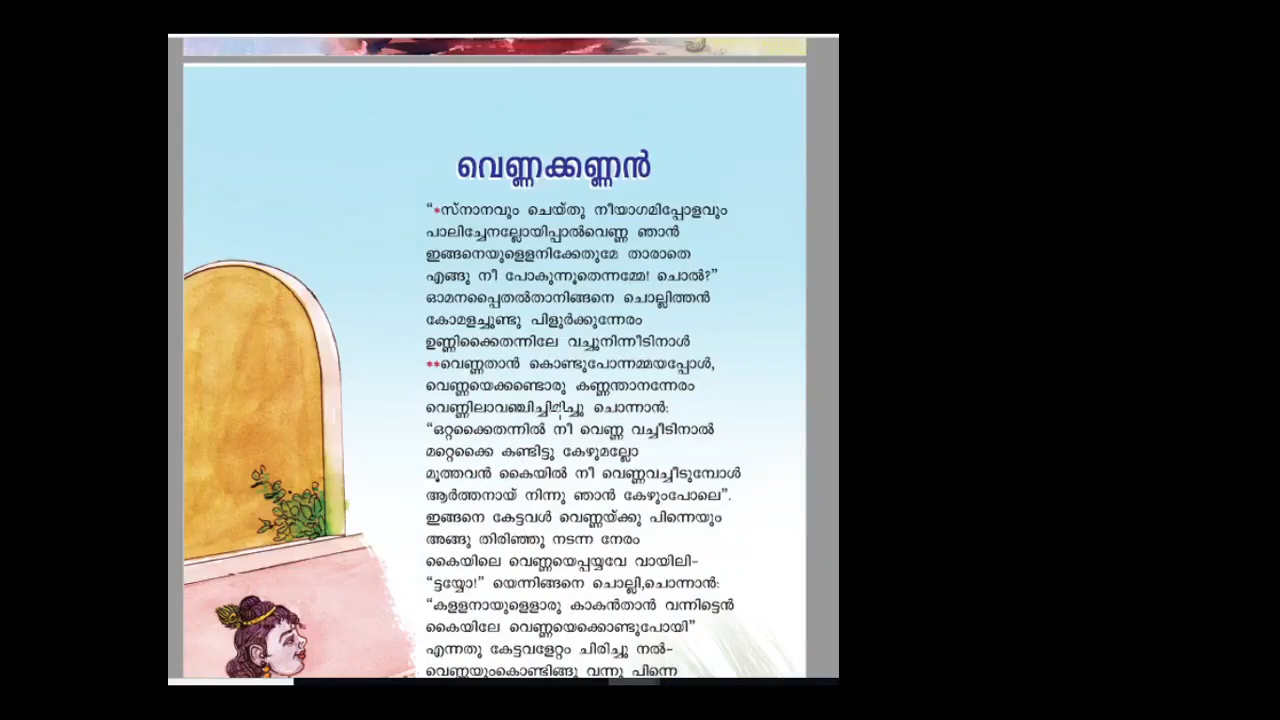 വെണ്ണക്കണ്ണൻ
“*സ്നാനവും ചെയ്തു നീയാഗമിപ്പോളവും
പാലിച്ചേനല്ലോയിപ്പാൽവെണ്ണ ഞാൻ
ഇങ്ങനെയുള്ളെനിക്കേതുമേ താരാതെ
എങ്ങു നീ പോകുന്നൂതെന്നമ്മേ! ചൊൽ?”
ഓമനപ്പൈതൽതാനിങ്ങനെ ചൊല്ലിത്തൻ
കോമളച്ചുണ്ടു പിളുർക്കുന്നേരം
ഉണ്ണിക്കൈതന്നിലേ വച്ചുനിന്നീടിനാൾ
**വെണ്ണതാൻ കൊണ്ടുപോന്നമ്മയപ്പോൾ,
വെണ്ണയെക്കണ്ടൊരു കണ്ണന്താനന്നേരം
വെണ്ണിലാവഞ്ചിച്ചിരിച്ചു ചൊന്നാൻ:
“ഒറ്റക്കൈതന്നിൽ നീ വെണ്ണ വച്ചീടിനാൽ
മറ്റെക്കൈ കണ്ടിട്ടു കേഴുമല്ലോ
മൂത്തവൻ കൈയിൽ നീ വെണ്ണവച്ചീടുമ്പോൾ
ആർത്തനായ് നിന്നു ഞാൻ കേഴുംപോലെ”.
ഇങ്ങനെ കേട്ടവൾ വെണ്ണയ്ക്കു പിന്നെയും
അങ്ങു തിരിഞ്ഞു നടന്ന നേരം
കൈയിലെ വെണ്ണയെപ്പയ്യവേ വായിലി–
“ട്ടയ്യോ!” യെന്നിങ്ങനെ ചൊല്ലി,ചൊന്നാൻ:
“കള്ളനായുള്ളൊരു കാകൻതാൻ വന്നിട്ടെൻ
കൈയിലേ വെണ്ണയെക്കൊണ്ടുപോയി”
എന്നതു കേട്ടവളേറ്റം ചിരിച്ചു നൽ–
വെണ്ണയുംകൊണ്ടിങ്ങു വന്നു പിന്നെ